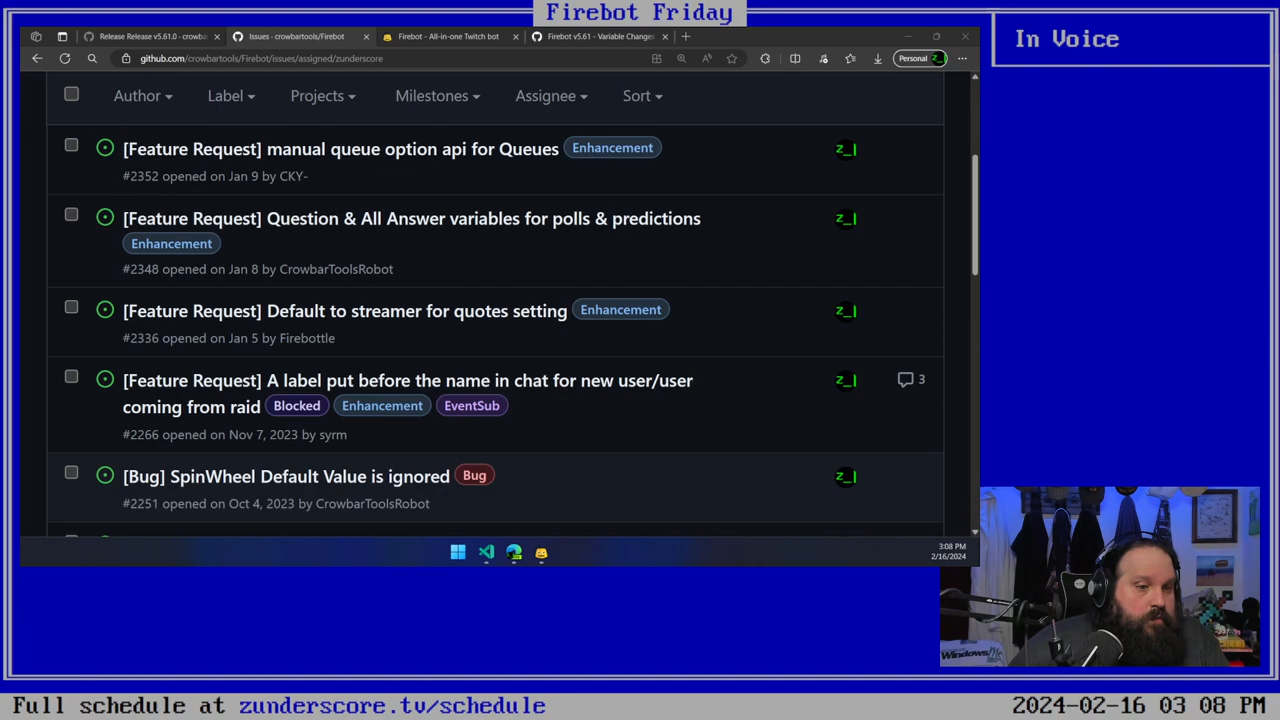 Firebot Friday
In Voice
Release Release v5.61.0 · crowba
Issues · crowbartools/Firebot
Firebot - All-in-one Twitch bot
Firebot v5.61 - Variable Changes
github.com/crowbartools/Firebot/issues/assigned/zunderscore
Personal
Author
Label
Projects
Milestones
Assignee
Sort
[Feature Request] manual queue option api for Queues Enhancement
#2352 opened on Jan 9 by CKY-
[Feature Request] Question & All Answer variables for polls & predictions
Enhancement
#2348 opened on Jan 8 by CrowbarToolsRobot
[Feature Request] Default to streamer for quotes setting Enhancement
#2336 opened on Jan 5 by Firebottle
[Feature Request] A label put before the name in chat for new user/user
3
coming from raid Blocked Enhancement EventSub
#2266 opened on Nov 7, 2023 by syrm
[Bug] SpinWheel Default Value is ignored Bug
#2251 opened on Oct 4, 2023 by CrowbarToolsRobot
3:08 PM
2/16/2024
Windows Me
Full schedule at zunderscore.tv/schedule
2024-02-16 03 08 PM